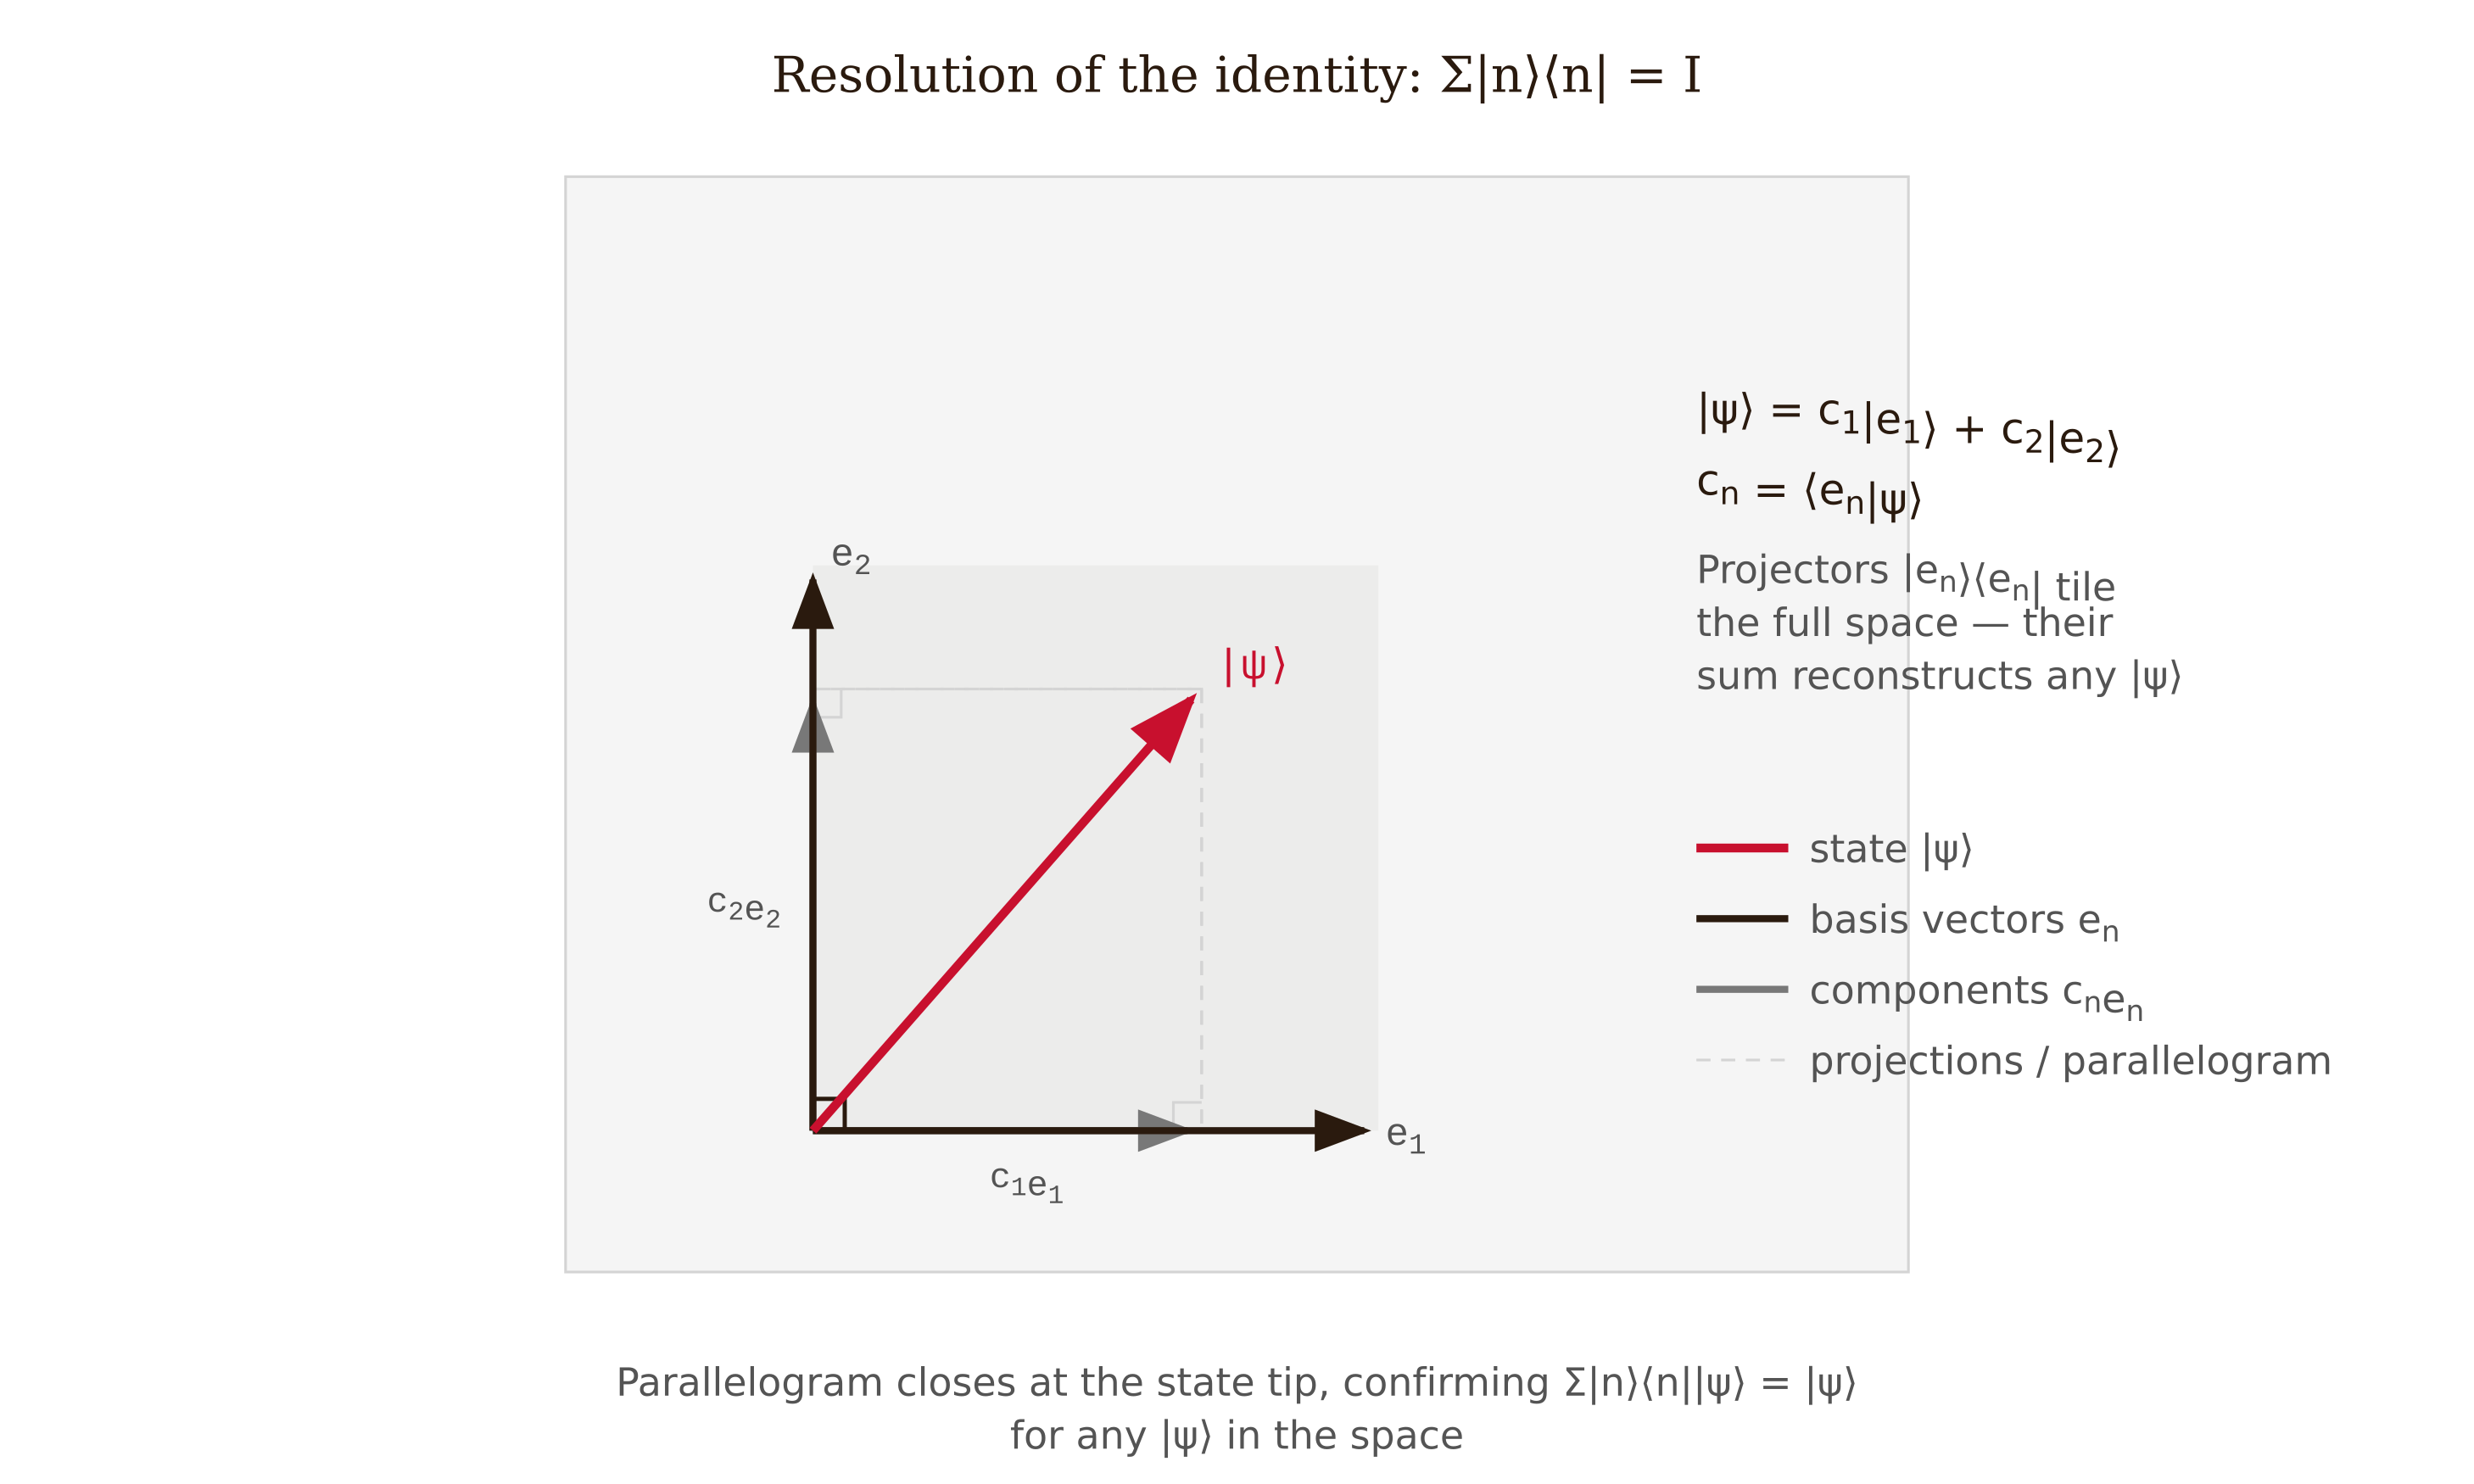 Resolution of the identity: Σ|n⟩⟨n| = I
|ψ⟩ = c₁|e₁⟩ + c₂|e₂⟩
cₙ = ⟨eₙ|ψ⟩
e₂
Projectors |eₙ⟩⟨eₙ| tile
the full space — their
sum reconstructs any |ψ⟩
|ψ⟩
state |ψ⟩
c₂e₂
basis vectors eₙ
components cₙeₙ
projections / parallelogram
e₁
c₁e₁
Parallelogram closes at the state tip, confirming Σ|n⟩⟨n||ψ⟩ = |ψ⟩
for any |ψ⟩ in the space